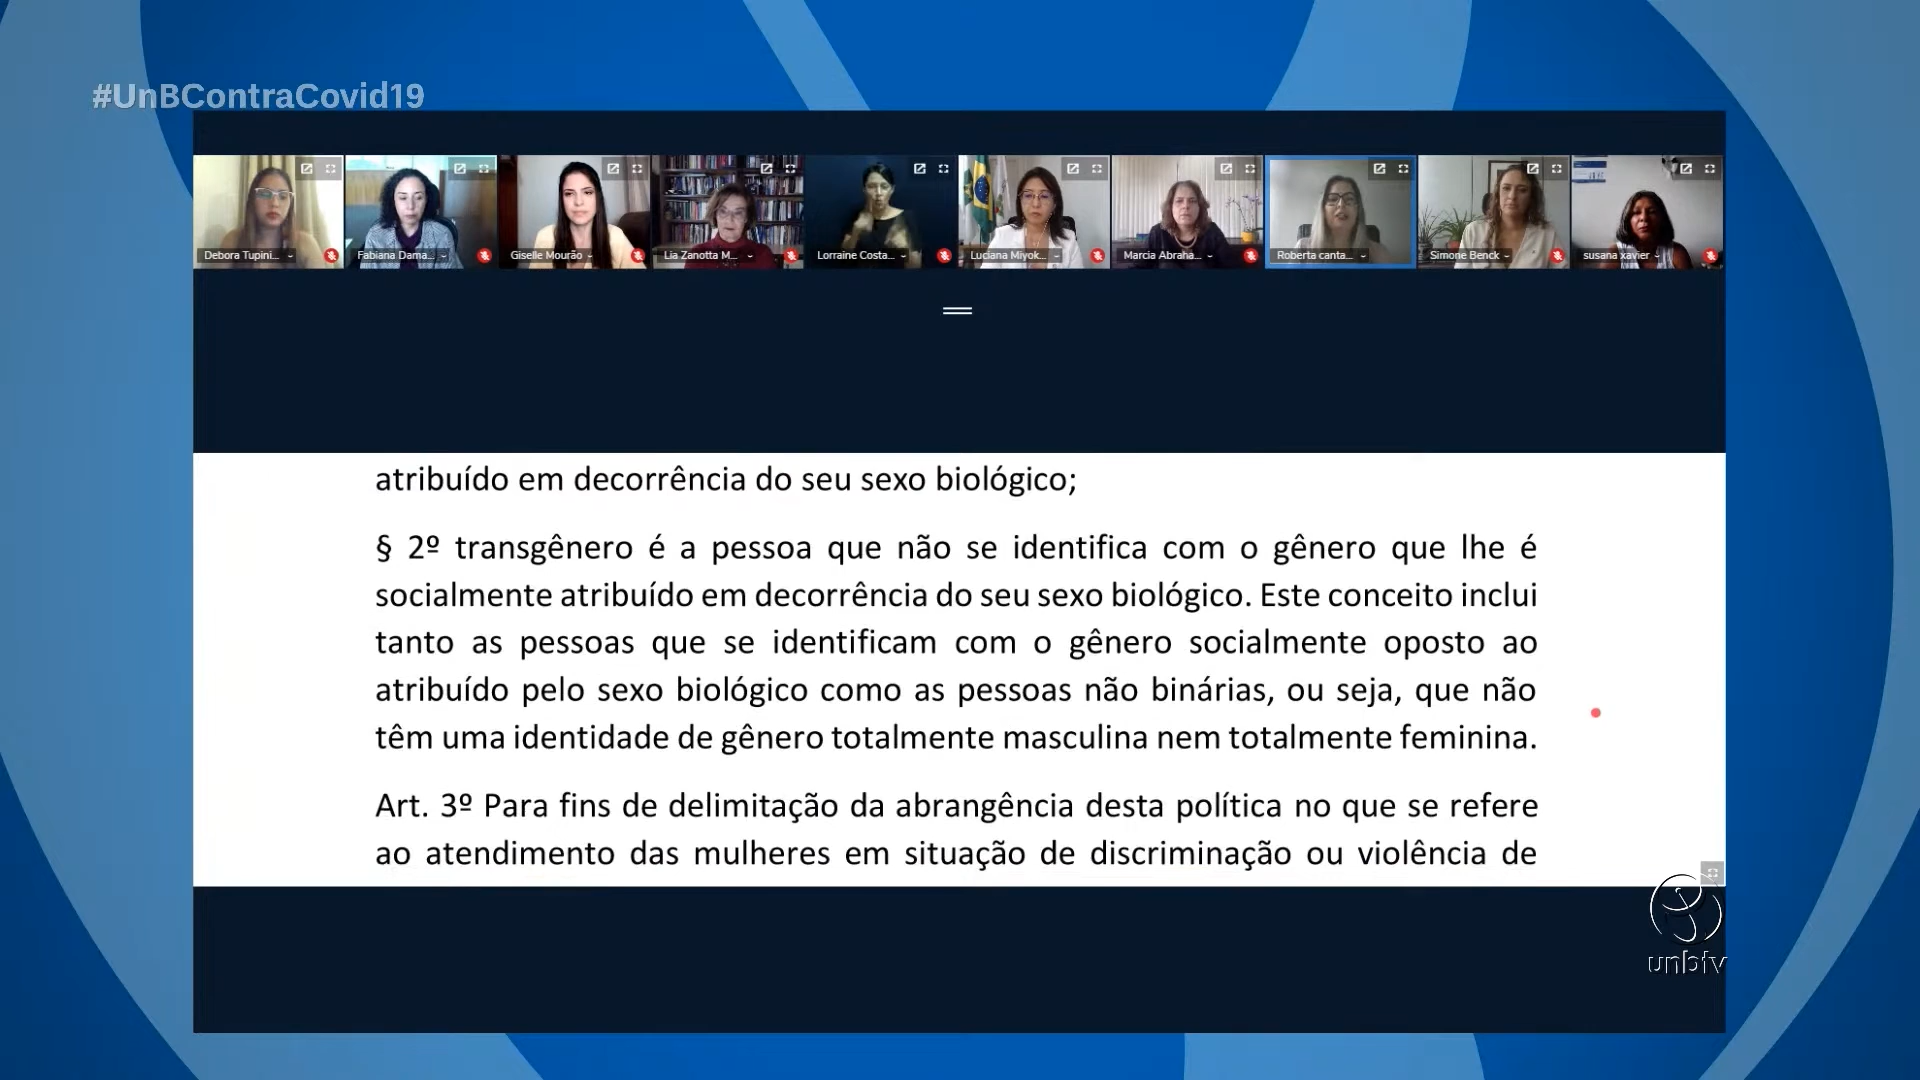 #UnBContraCovid19
Debora Tupini...
Fabiana Dama...
Giselle Mourão
Lia Zanotta M...
Lorraine Costa...
Luciana Miyok...
Marcia Abraha...
Roberta canta...
Simone Benck
susana xavier
atribuído em decorrência do seu sexo biológico;
§ 2º transgênero é a pessoa que não se identifica com o gênero que lhe é
socialmente atribuído em decorrência do seu sexo biológico. Este conceito inclui
tanto as pessoas que se identificam com o gênero socialmente oposto ao
atribuído pelo sexo biológico como as pessoas não binárias, ou seja, que não
têm uma identidade de gênero totalmente masculina nem totalmente feminina.
Art. 3º Para fins de delimitação da abrangência desta política no que se refere
ao atendimento das mulheres em situação de discriminação ou violência de
unbtv